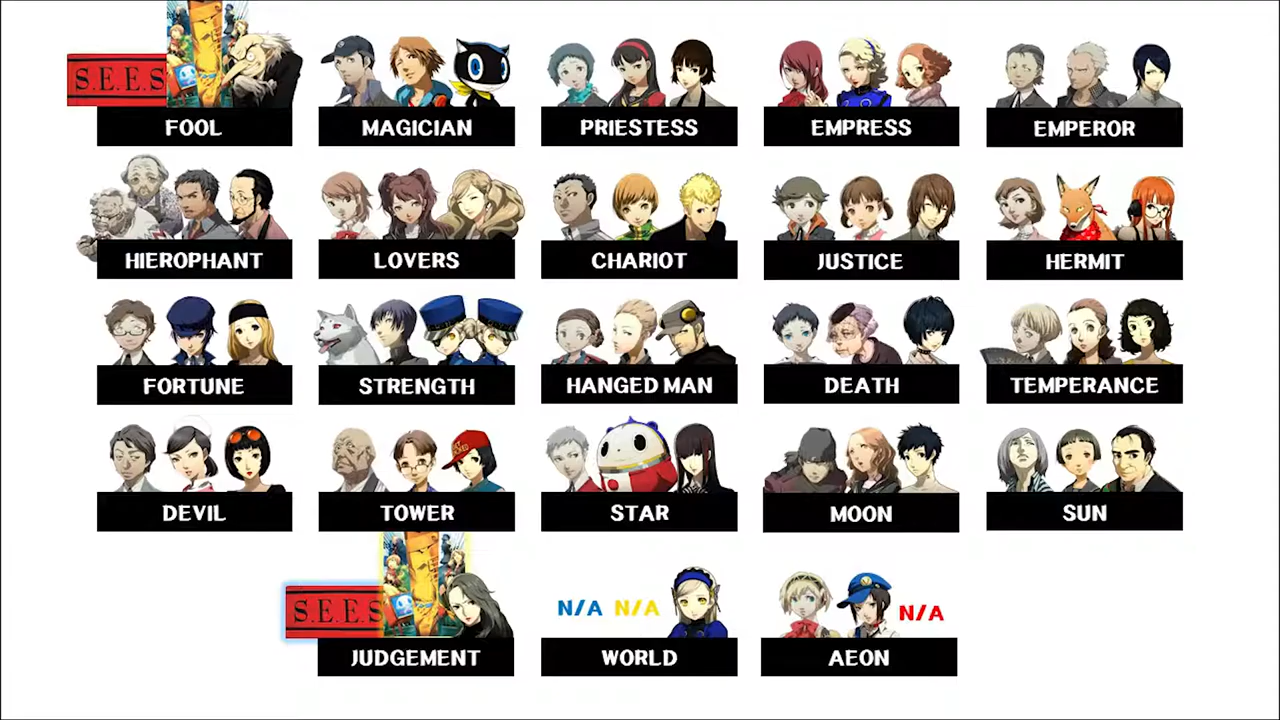 S.E.E.S
FOOL
MAGICIAN
PRIESTESS
EMPRESS
EMPEROR
HIEROPHANT
LOVERS
CHARIOT
JUSTICE
HERMIT
FORTUNE
STRENGTH
HANGED MAN
DEATH
TEMPERANCE
DEVIL
TOWER
STAR
MOON
SUN
S.E.E.S
N/A N/A
N/A
JUDGEMENT
WORLD
AEON